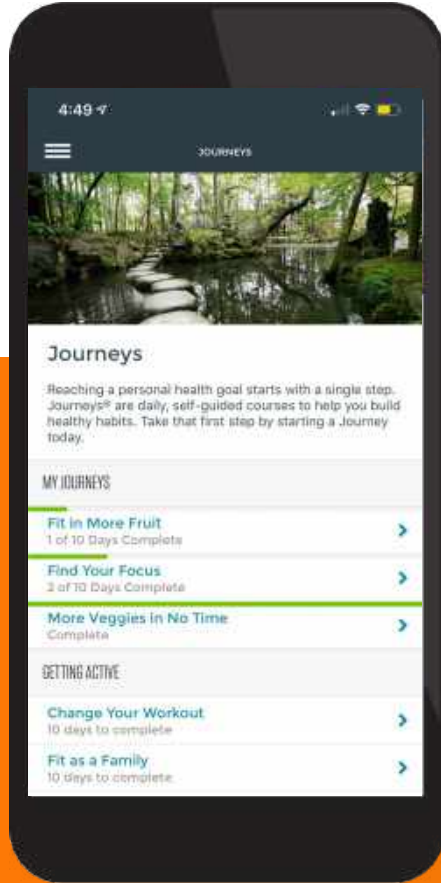 4:49
JOURNEYS
Journeys
Reaching a personal health goal starts with a single step.
Journeys® are daily, self-guided courses to help you build
healthy habits. Take that first step by starting a Journey
today.
MY JOURNEYS
Fit in More Fruit
1 of 10 Days Complete
Find Your Focus
2 of 10 Days Complete
More Veggies in No Time
Complete
GETTING ACTIVE
Change Your Workout
10 days to complete
Fit as a Family
10 days to complete